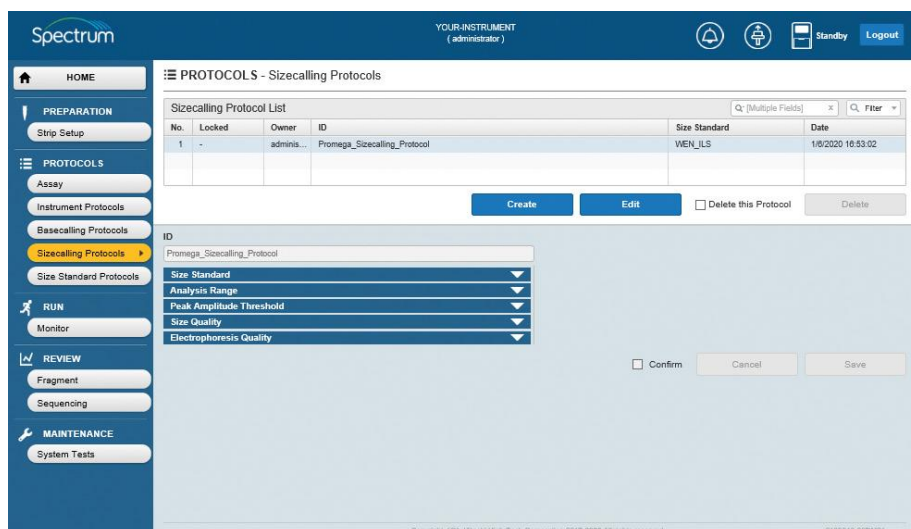 Spectrum
YOUR-INSTRUMENT
( administrator )
Standby
Logout
HOME
PREPARATION
Strip Setup
PROTOCOLS
Assay
Instrument Protocols
Basecalling Protocols
Sizecalling Protocols
Size Standard Protocols
RUN
Monitor
REVIEW
Fragment
Sequencing
MAINTENANCE
System Tests
PROTOCOLS - Sizecalling Protocols
Sizecalling Protocol List
[Multiple Fields] x Filter
No. Locked Owner ID Size Standard Date
1 - adminis... Promega_Sizecalling_Protocol WEN_ILS 1/6/2020 16:53:02
Create Edit Delete this Protocol Delete
ID
Promega_Sizecalling_Protocol
Size Standard
Analysis Range
Peak Amplitude Threshold
Size Quality
Electrophoresis Quality
Confirm Cancel Save